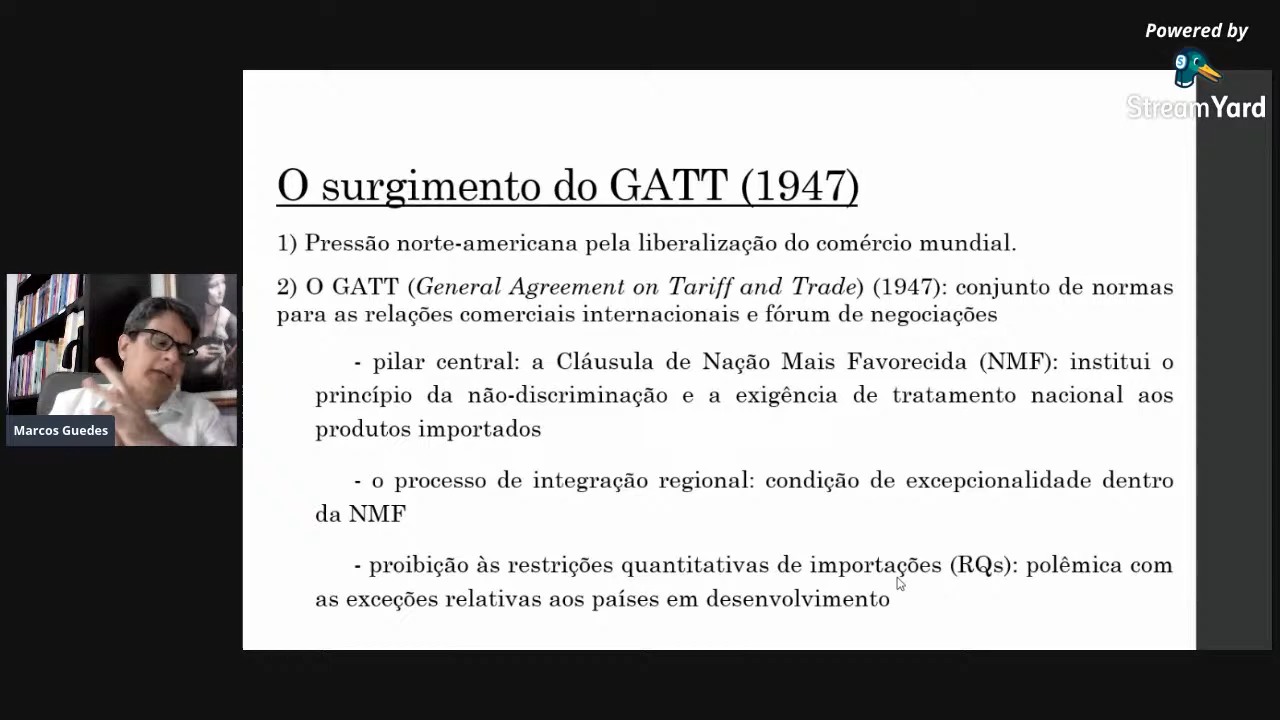 Powered by
StreamYard
O surgimento do GATT (1947)
1) Pressão norte-americana pela liberalização do comércio mundial.
2) O GATT (General Agreement on Tariff and Trade) (1947): conjunto de normas
para as relações comerciais internacionais e fórum de negociações
- pilar central: a Cláusula de Nação Mais Favorecida (NMF): institui o
princípio da não-discriminação e a exigência de tratamento nacional aos
produtos importados
- o processo de integração regional: condição de excepcionalidade dentro
da NMF
- proibição às restrições quantitativas de importações (RQs): polêmica com
as exceções relativas aos países em desenvolvimento
Marcos Guedes